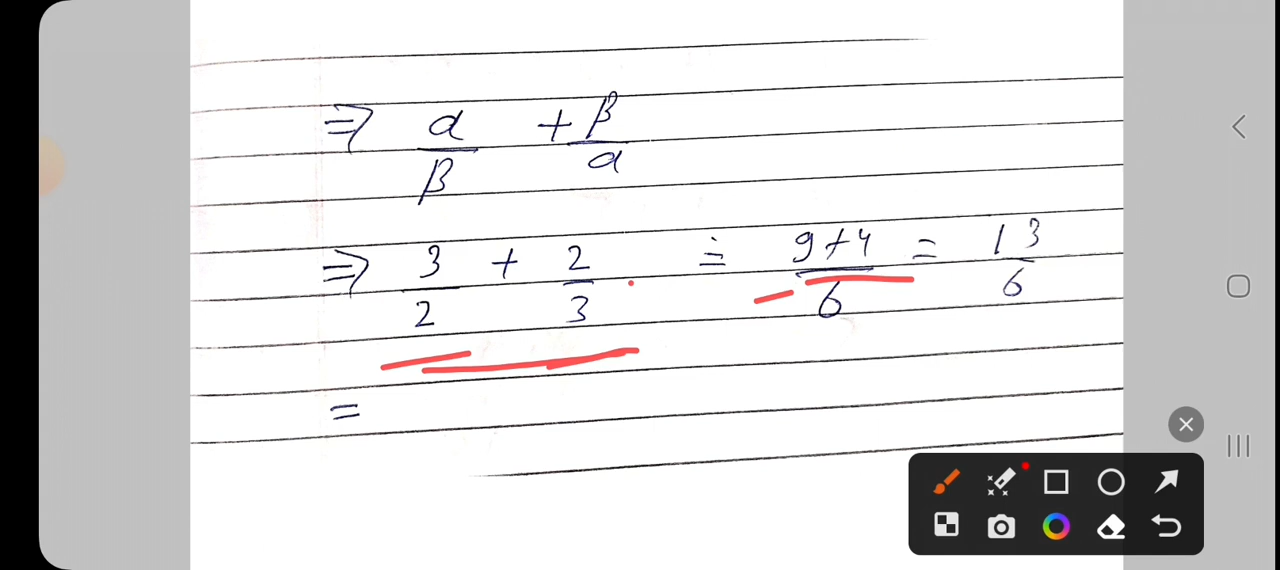 ⇒ α/β + β/α
⇒ 3/2 + 2/3 = 9+4/6 = 13/6
=